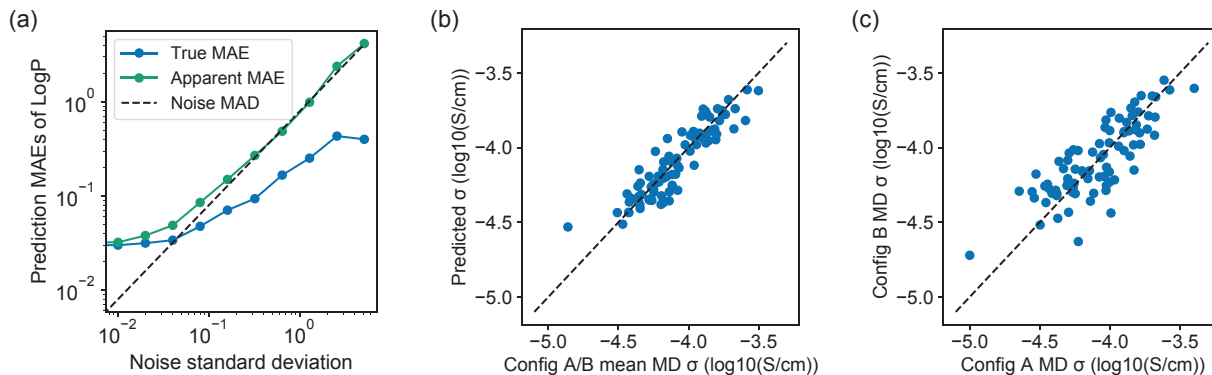 (a)
Prediction MAEs of LogP
10⁰
10⁻¹
10⁻²
True MAE
Apparent MAE
Noise MAD
10⁻² 10⁻¹ 10⁰
Noise standard deviation
(b)
Predicted σ (log10(S/cm))
−3.5
−4.0
−4.5
−5.0
−5.0 −4.5 −4.0 −3.5
Config A/B mean MD σ (log10(S/cm))
(c)
Config B MD σ (log10(S/cm))
−3.5
−4.0
−4.5
−5.0
−5.0 −4.5 −4.0 −3.5
Config A MD σ (log10(S/cm))